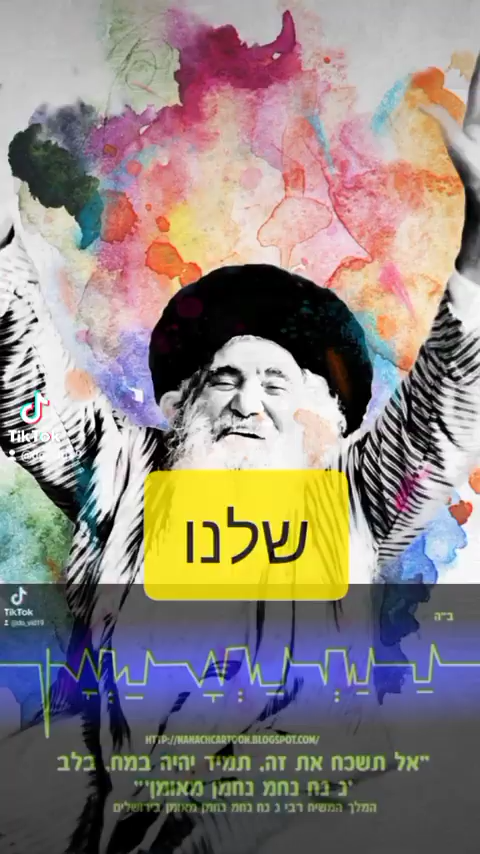 TikTok
שלנו
TikTok
@do_vi019
ב"ה
HTTP://NANACHCARTOON.BLOGSPOT.COM/
"אל תשכח את זה, תמיד יהיה במח, בלב
'נ נח נחמ נחמן מאומן'"
המלך המשיח רבי נ נח נחמ נחמן מאומן בירושלים